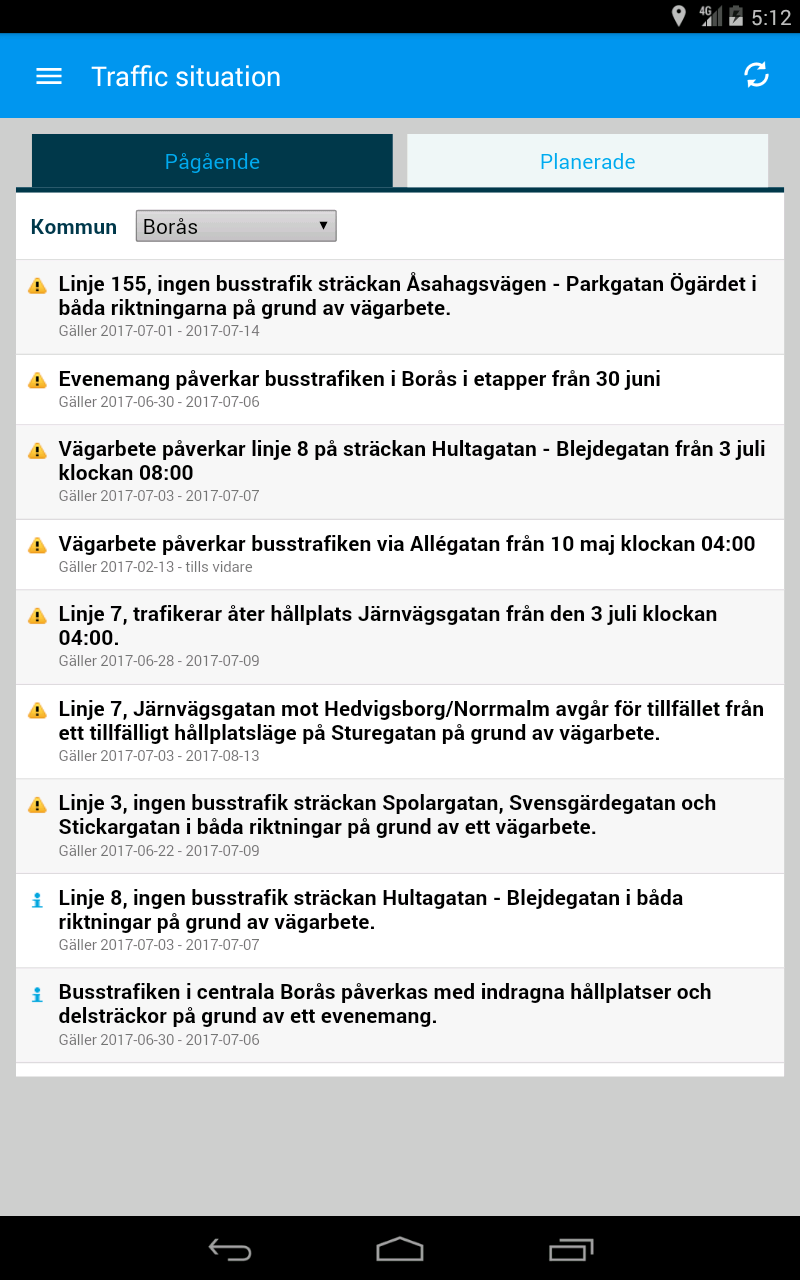 4G 5:12
Traffic situation
Pågående
Planerade
Kommun Borås
Linje 155, ingen busstrafik sträckan Åsahagsvägen - Parkgatan Ögärdet i
båda riktningarna på grund av vägarbete.
Gäller 2017-07-01 - 2017-07-14
Evenemang påverkar busstrafiken i Borås i etapper från 30 juni
Gäller 2017-06-30 - 2017-07-06
Vägarbete påverkar linje 8 på sträckan Hultagatan - Blejdegatan från 3 juli
klockan 08:00
Gäller 2017-07-03 - 2017-07-07
Vägarbete påverkar busstrafiken via Allégatan från 10 maj klockan 04:00
Gäller 2017-02-13 - tills vidare
Linje 7, trafikerar åter hållplats Järnvägsgatan från den 3 juli klockan
04:00.
Gäller 2017-06-28 - 2017-07-09
Linje 7, Järnvägsgatan mot Hedvigsborg/Norrmalm avgår för tillfället från
ett tillfälligt hållplatsläge på Sturegatan på grund av vägarbete.
Gäller 2017-07-03 - 2017-08-13
Linje 3, ingen busstrafik sträckan Spolargatan, Svensgärdegatan och
Stickargatan i båda riktningar på grund av ett vägarbete.
Gäller 2017-06-22 - 2017-07-09
Linje 8, ingen busstrafik sträckan Hultagatan - Blejdegatan i båda
riktningar på grund av vägarbete.
Gäller 2017-07-03 - 2017-07-07
Busstrafiken i centrala Borås påverkas med indragna hållplatser och
delsträckor på grund av ett evenemang.
Gäller 2017-06-30 - 2017-07-06